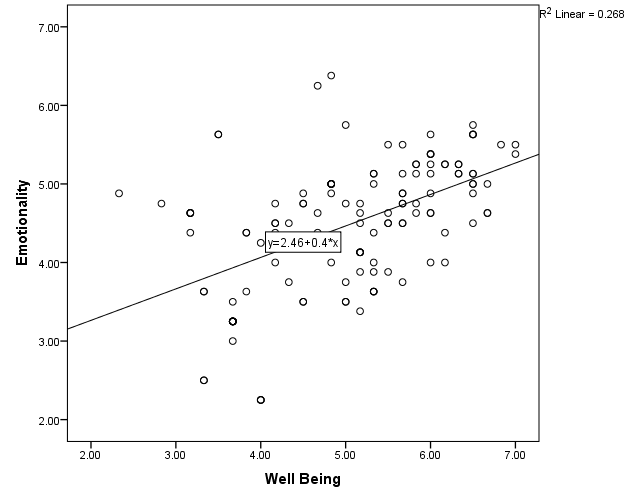 R² Linear = 0.268
7.00
6.00
5.00
4.00
3.00
2.00
Emotionality
y=2.46+0.4*x
2.00 3.00 4.00 5.00 6.00 7.00
Well Being